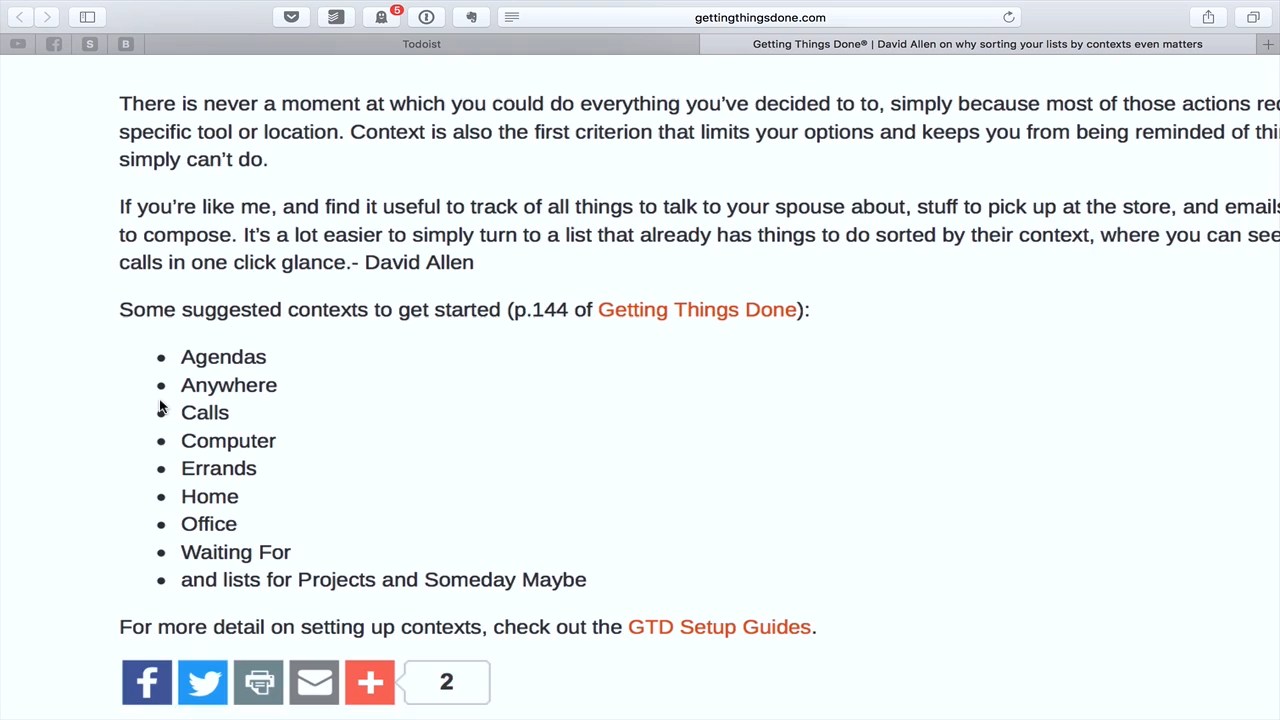 5
gettingthingsdone.com
S
B
Todoist
Getting Things Done® | David Allen on why sorting your lists by contexts even matters
There is never a moment at which you could do everything you’ve decided to to, simply because most of those actions
specific tool or location. Context is also the first criterion that limits your options and keeps you from being reminded of
simply can’t do.
If you’re like me, and find it useful to track of all things to talk to your spouse about, stuff to pick up at the store, and emails
to compose. It’s a lot easier to simply turn to a list that already has things to do sorted by their context, where you can see
calls in one click glance.- David Allen
Some suggested contexts to get started (p.144 of Getting Things Done):
Agendas
Anywhere
Calls
Computer
Errands
Home
Office
Waiting For
and lists for Projects and Someday Maybe
For more detail on setting up contexts, check out the GTD Setup Guides.
2